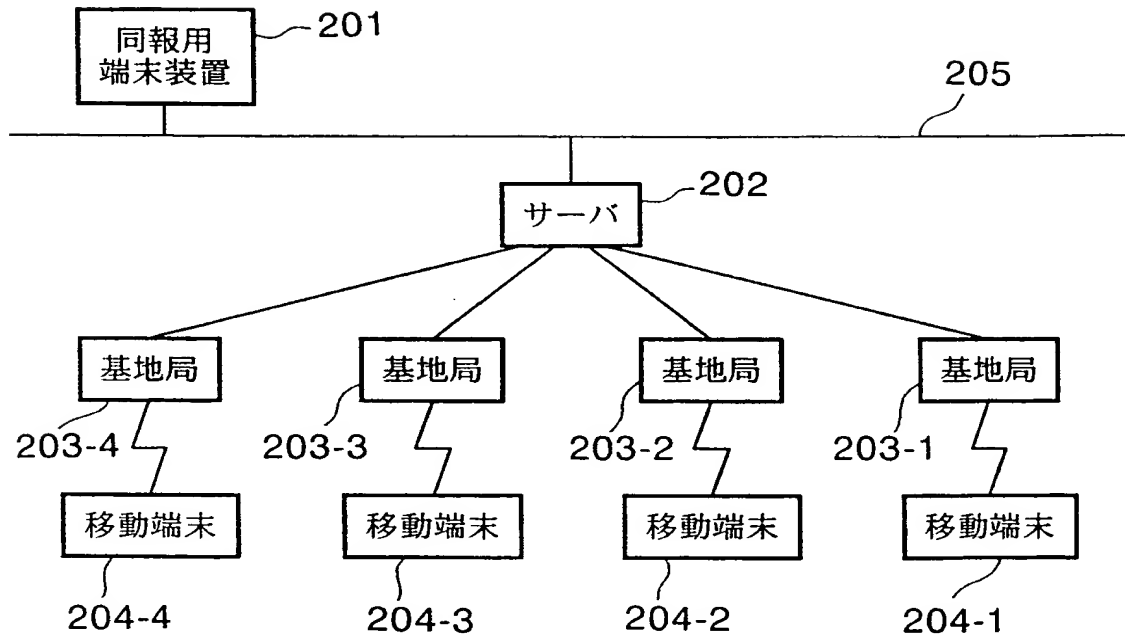 同報用
端末装置
201
205
サーバ
202
基地局
基地局
基地局
基地局
203-4
203-3
203-2
203-1
移動端末
移動端末
移動端末
移動端末
204-4
204-3
204-2
204-1